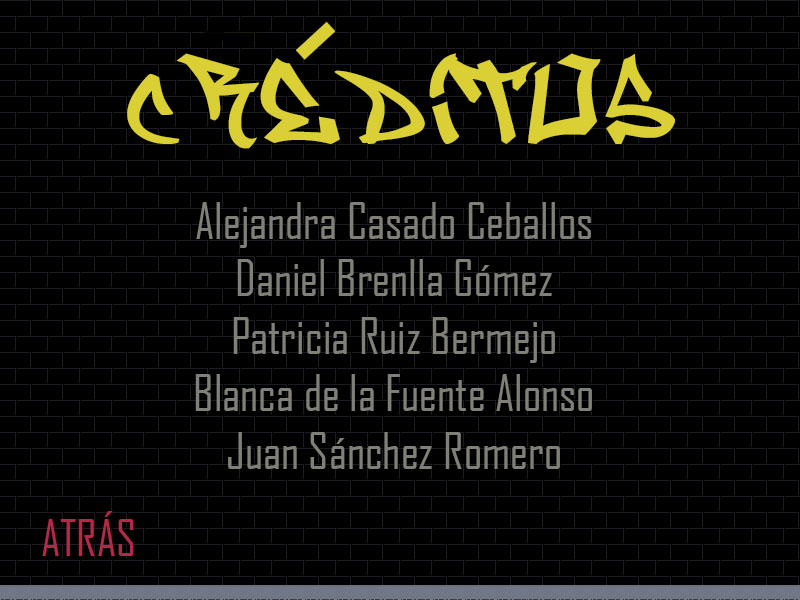 CRÉDITOS
Alejandra Casado Ceballos
Daniel Brenlla Gómez
Patricia Ruiz Bermejo
Blanca de la Fuente Alonso
Juan Sánchez Romero
ATRÁS